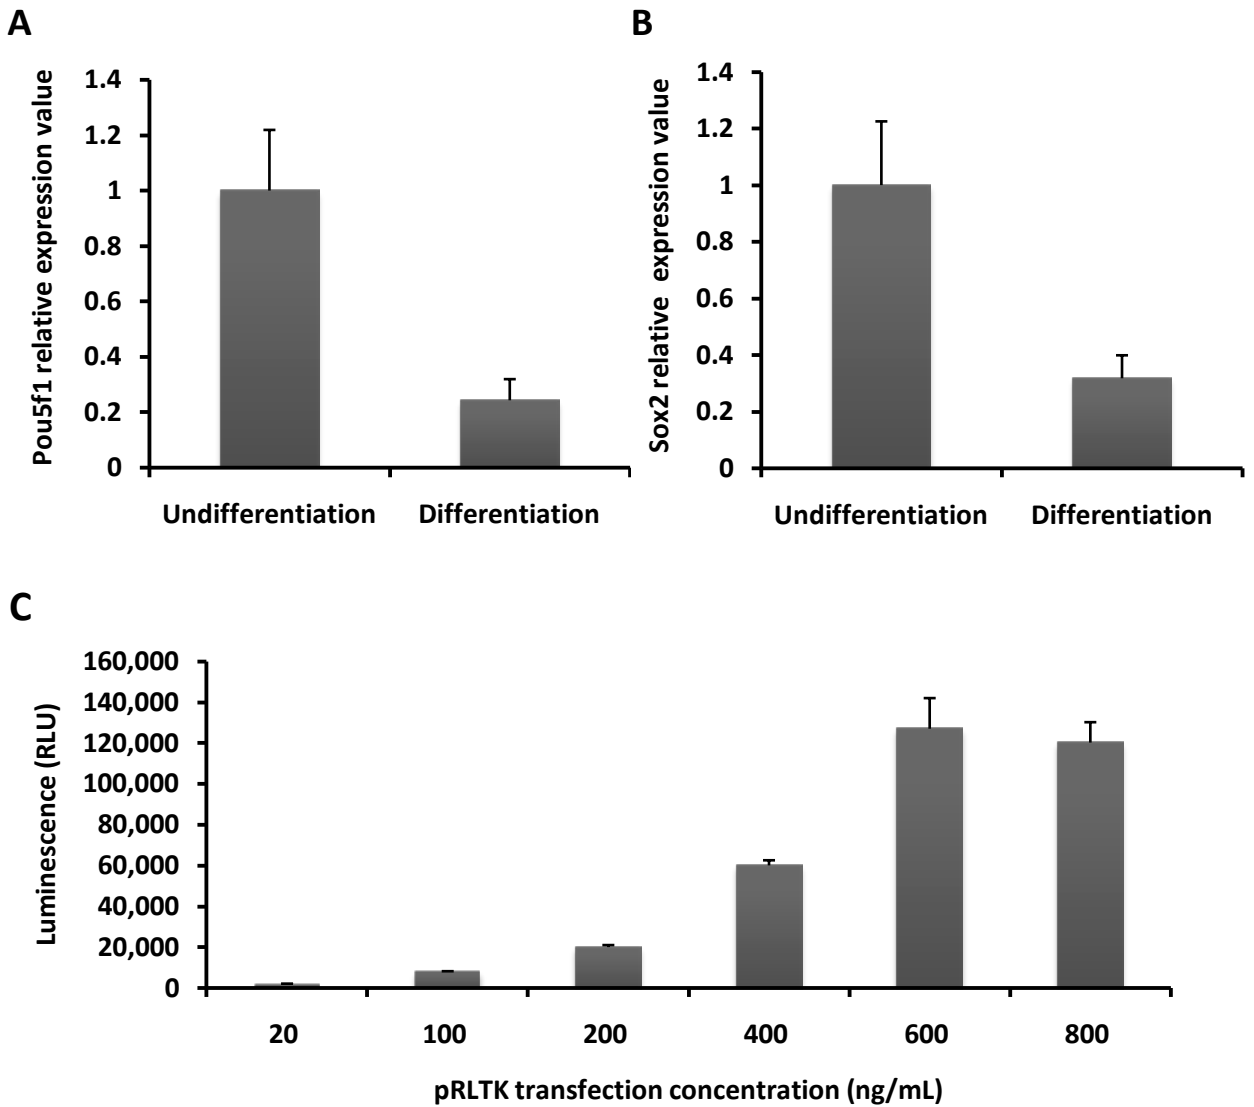 A
Pou5f1 relative expression value
1.4
1.2
1
0.8
0.6
0.4
0.2
0
Undifferentiation Differentiation
B
Sox2 relative expression value
1.4
1.2
1
0.8
0.6
0.4
0.2
0
Undifferentiation Differentiation
C
Luminescence (RLU)
160,000
140,000
120,000
100,000
80,000
60,000
40,000
20,000
0
20 100 200 400 600 800
pRLTK transfection concentration (ng/mL)